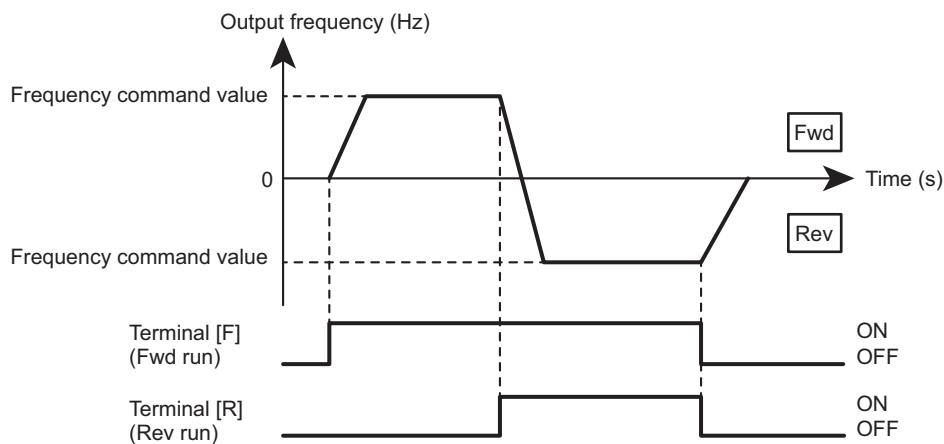 Output frequency (Hz)
Frequency command value
Fwd
0
Time (s)
Rev
Frequency command value
Terminal [F]
(Fwd run)
ON
OFF
Terminal [R]
(Rev run)
ON
OFF